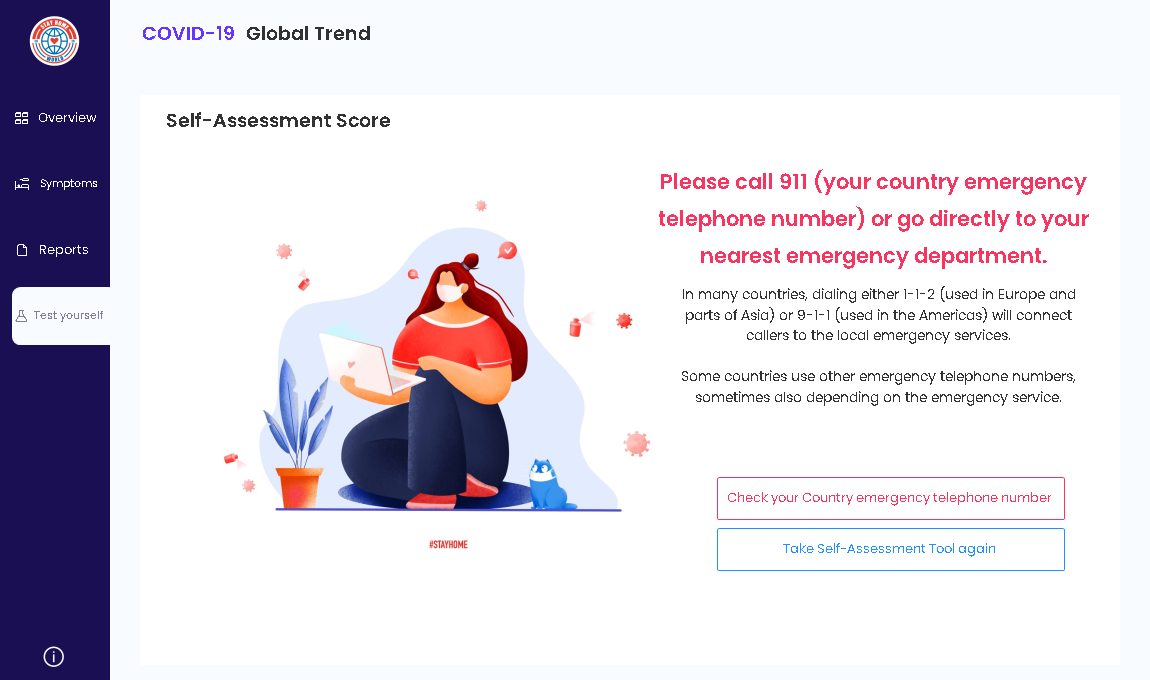 STAY HOME
WORLD
COVID-19 Global Trend
Overview
Symptoms
Reports
Test yourself
Self-Assessment Score
Please call 911 (your country emergency
telephone number) or go directly to your
nearest emergency department.
In many countries, dialing either 1-1-2 (used in Europe and
parts of Asia) or 9-1-1 (used in the Americas) will connect
callers to the local emergency services.
Some countries use other emergency telephone numbers,
sometimes also depending on the emergency service.
Check your Country emergency telephone number
Take Self-Assessment Tool again
#STAYHOME